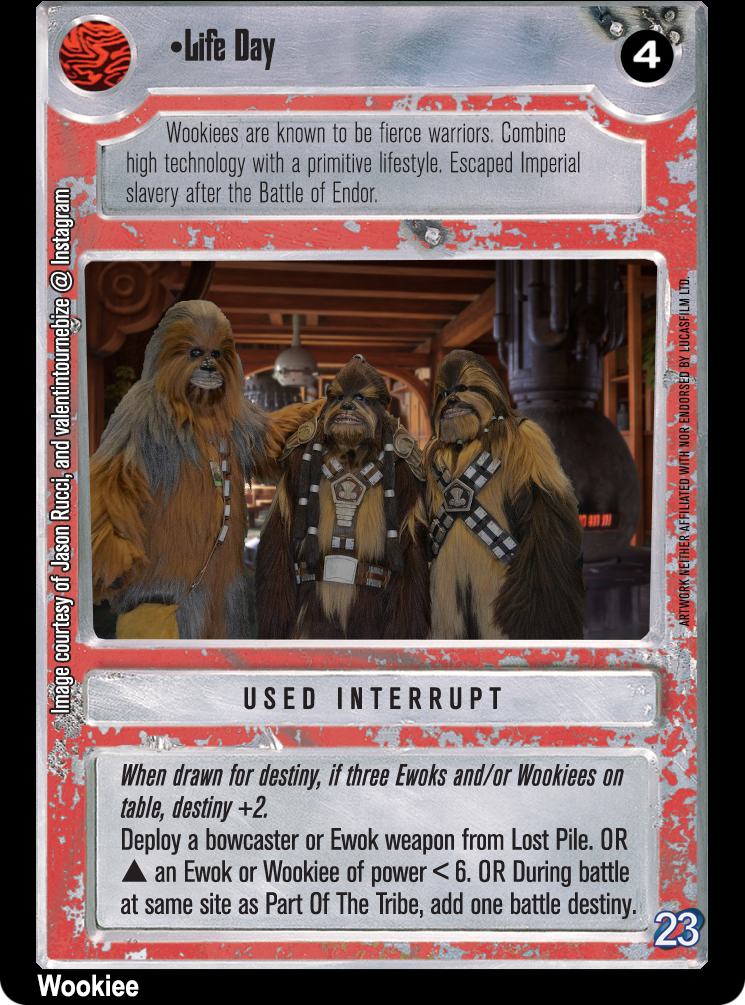 •Life Day
4
Wookiees are known to be fierce warriors. Combine
high technology with a primitive lifestyle. Escaped Imperial
slavery after the Battle of Endor.
Image courtesy of Jason Rucci, and valentintournebize @ Instagram
ARTWORK NEITHER AFFILIATED WITH NOR ENDORSED BY LUCASFILM LTD.
USED INTERRUPT
When drawn for destiny, if three Ewoks and/or Wookiees on
table, destiny +2.
Deploy a bowcaster or Ewok weapon from Lost Pile. OR
▲ an Ewok or Wookiee of power < 6. OR During battle
at same site as Part Of The Tribe, add one battle destiny.
23
Wookiee